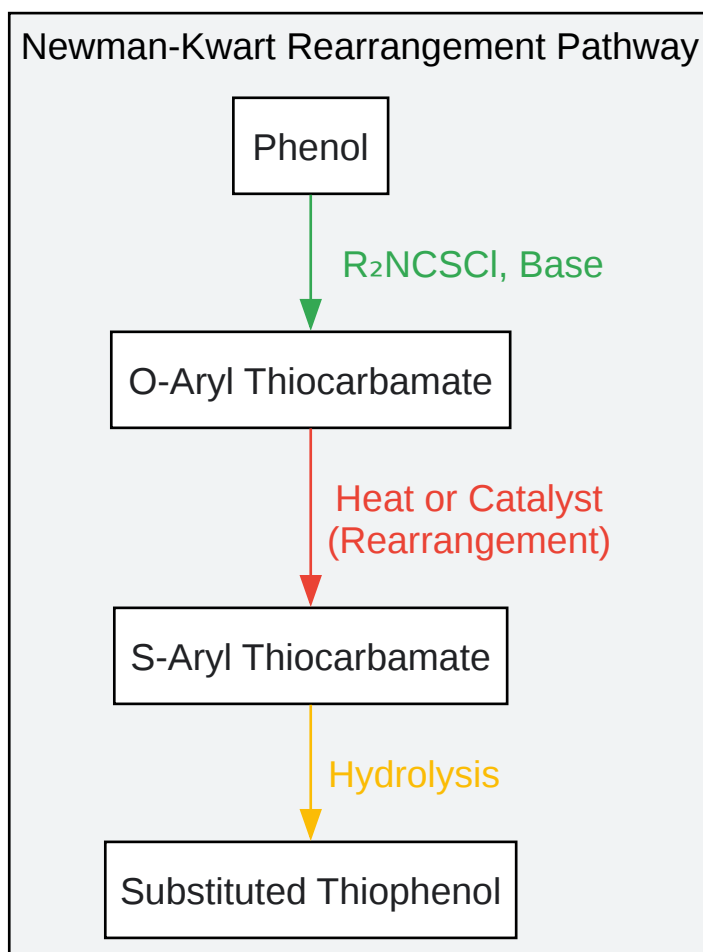 Newman-Kwart Rearrangement Pathway
Phenol
R₂NCSCl, Base
O-Aryl Thiocarbamate
Heat or Catalyst
(Rearrangement)
S-Aryl Thiocarbamate
Hydrolysis
Substituted Thiophenol